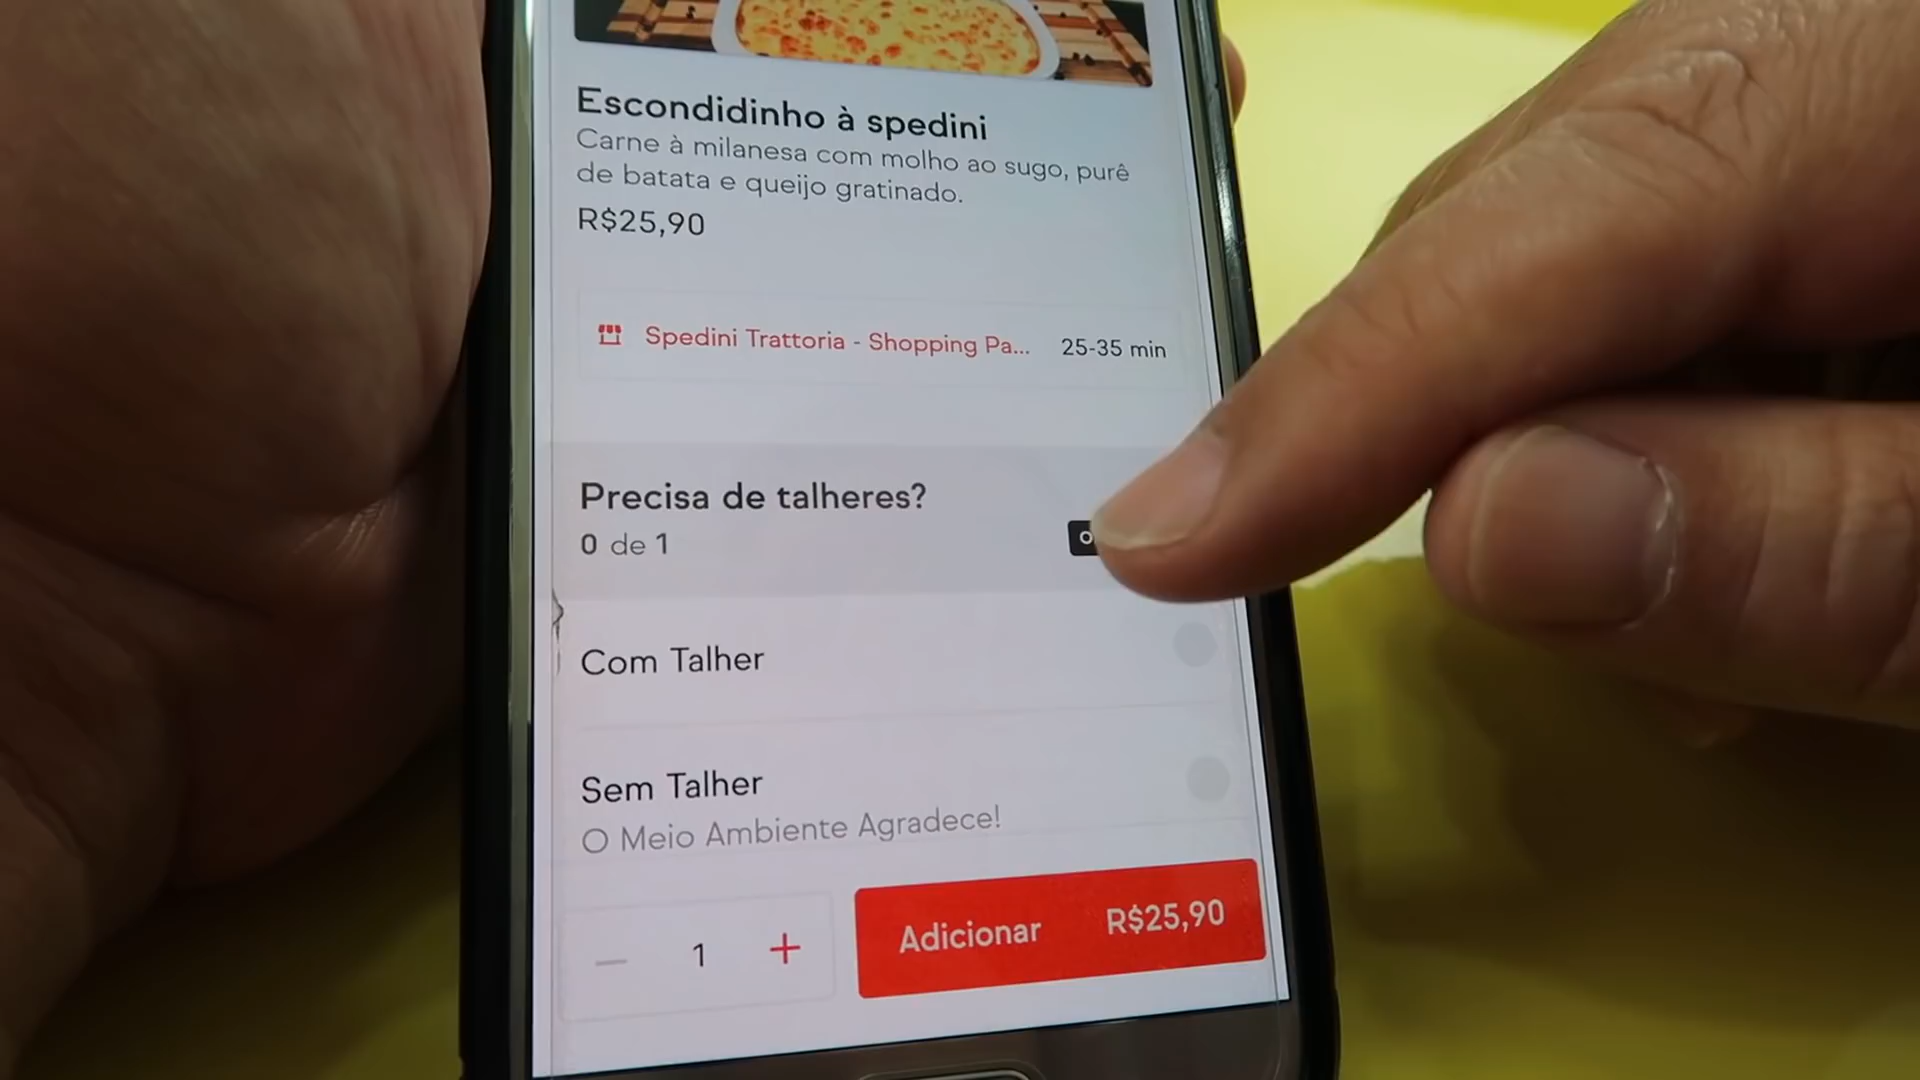 Escondidinho à spedini
Carne à milanesa com molho ao sugo, purê
de batata e queijo gratinado.
R$25,90
Spedini Trattoria - Shopping Pa... 25-35 min
Precisa de talheres?
0 de 1
Com Talher
Sem Talher
O Meio Ambiente Agradece!
1
Adicionar R$25,90